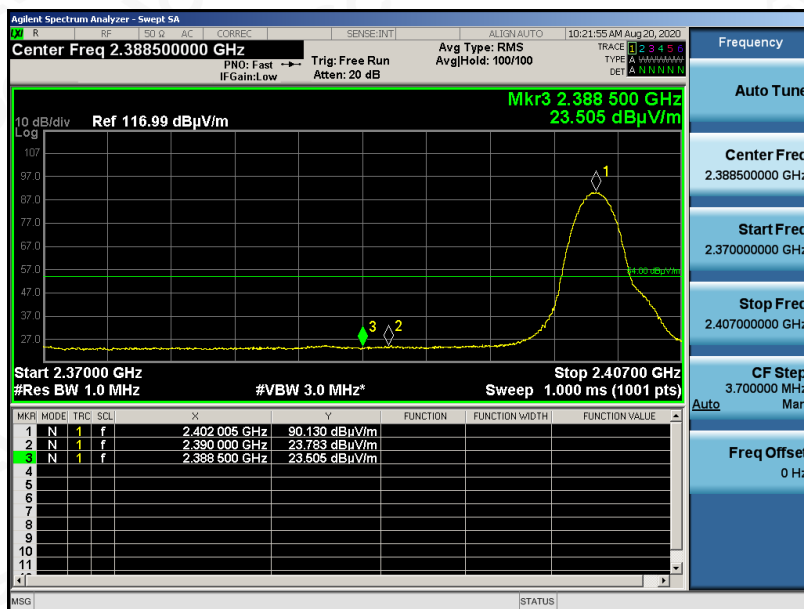 Agilent Spectrum Analyzer - Swept SA
LXI R RF 50 Ω AC CORREC SENSE:INT ALIGN AUTO 10:21:55 AM Aug 20, 2020
Center Freq 2.388500000 GHz
PNO: Fast
IFGain:Low
Trig: Free Run
Atten: 20 dB
Avg Type: RMS
Avg|Hold: 100/100
TRACE 1 2 3 4 5 6
TYPE A WWWWW
DET A N N N N N
Mkr3 2.388 500 GHz
23.505 dBµV/m
10 dB/div Ref 116.99 dBµV/m
Log
107
97.0
87.0
77.0
67.0
57.0
47.0
37.0
27.0
1
3
2
Start 2.37000 GHz Stop 2.40700 GHz
#Res BW 1.0 MHz #VBW 3.0 MHz* Sweep 1.000 ms (1001 pts)
MKR MODE TRC SCL X Y FUNCTION FUNCTION WIDTH FUNCTION VALUE
1 N 1 f 2.402 005 GHz 90.130 dBµV/m
2 N 1 f 2.390 000 GHz 23.783 dBµV/m
3 N 1 f 2.388 500 GHz 23.505 dBµV/m
4
5
6
7
8
9
10
11
MSG STATUS
Frequency
Auto Tune
Center Freq
2.388500000 GHz
Start Freq
2.370000000 GHz
Stop Freq
2.407000000 GHz
CF Step
3.700000 MHz
Auto Man
Freq Offset
0 Hz